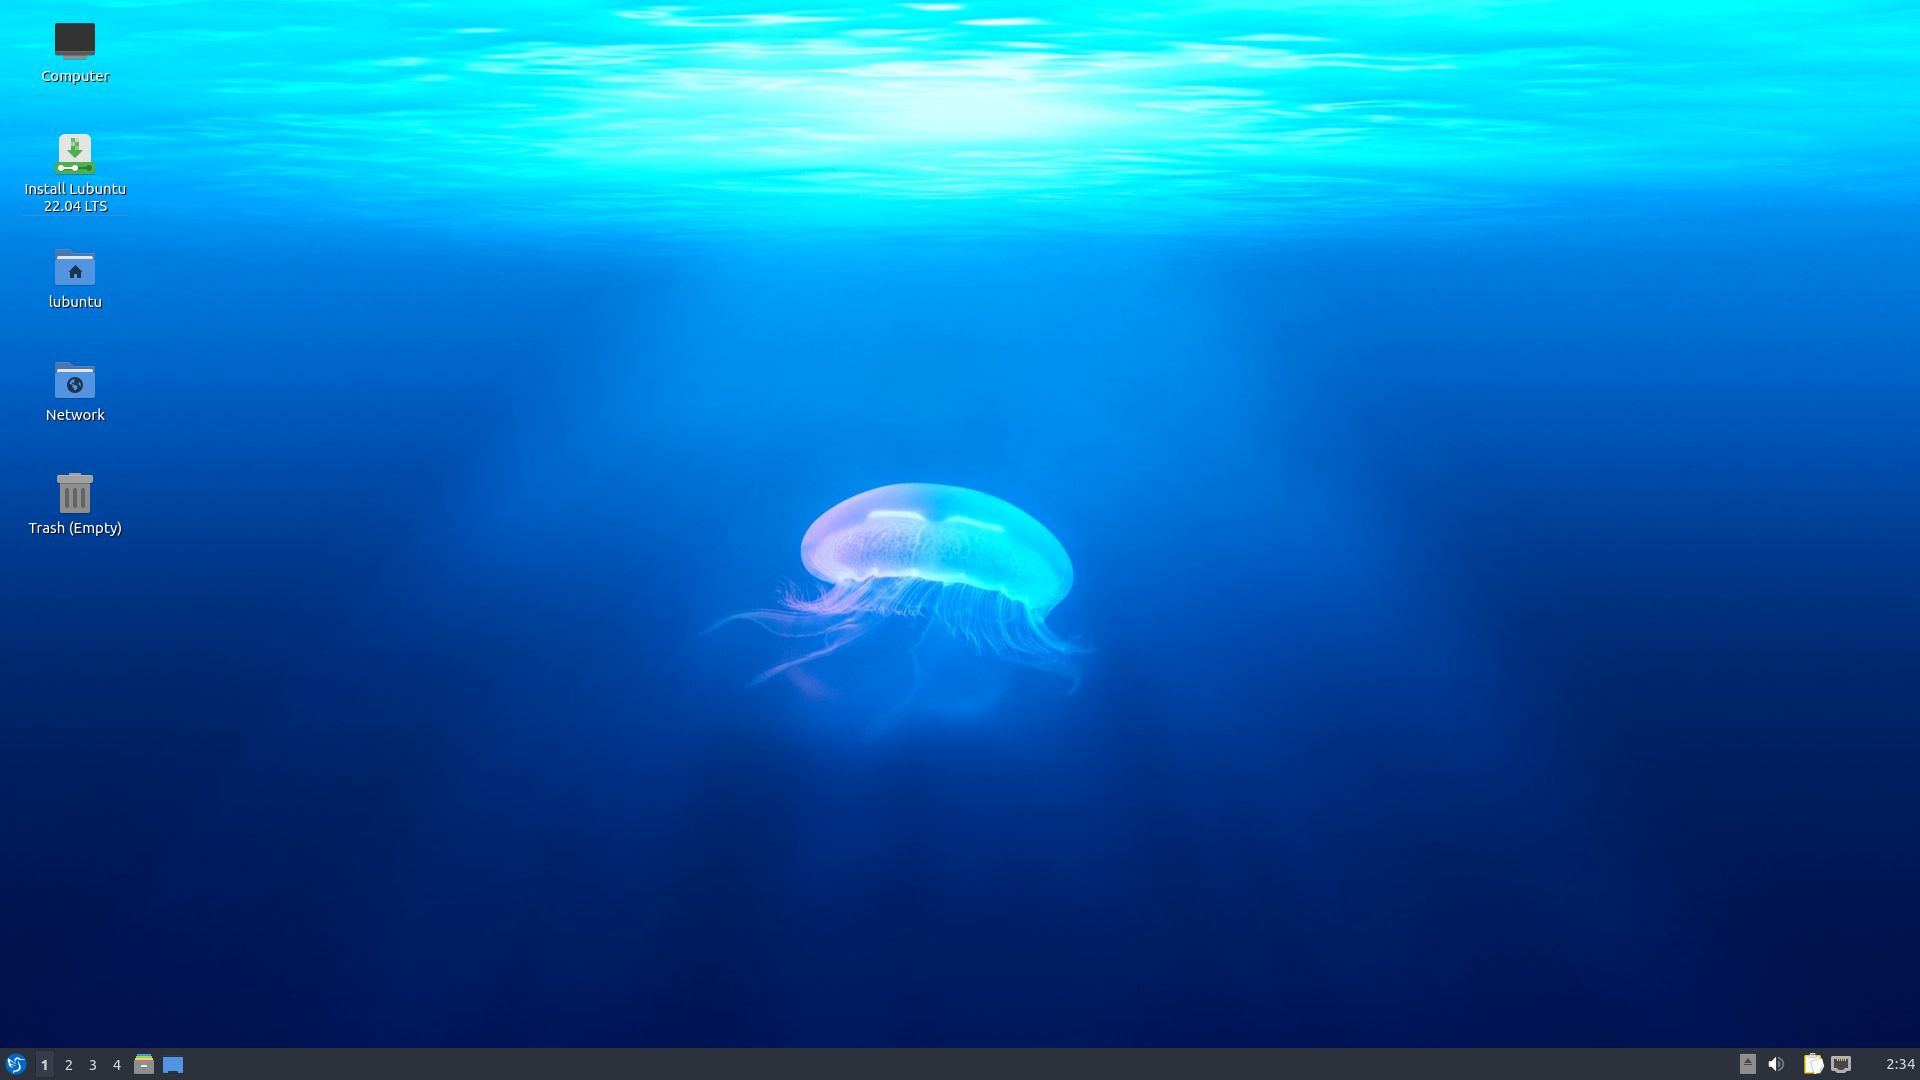 Computer
Install Lubuntu
22.04 LTS
lubuntu
Network
Trash (Empty)
1 2 3 4
2:34